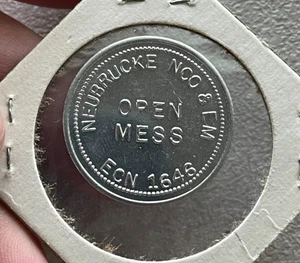 NEUBRUCKE NCO & EM
OPEN
MESS
ECN 1646